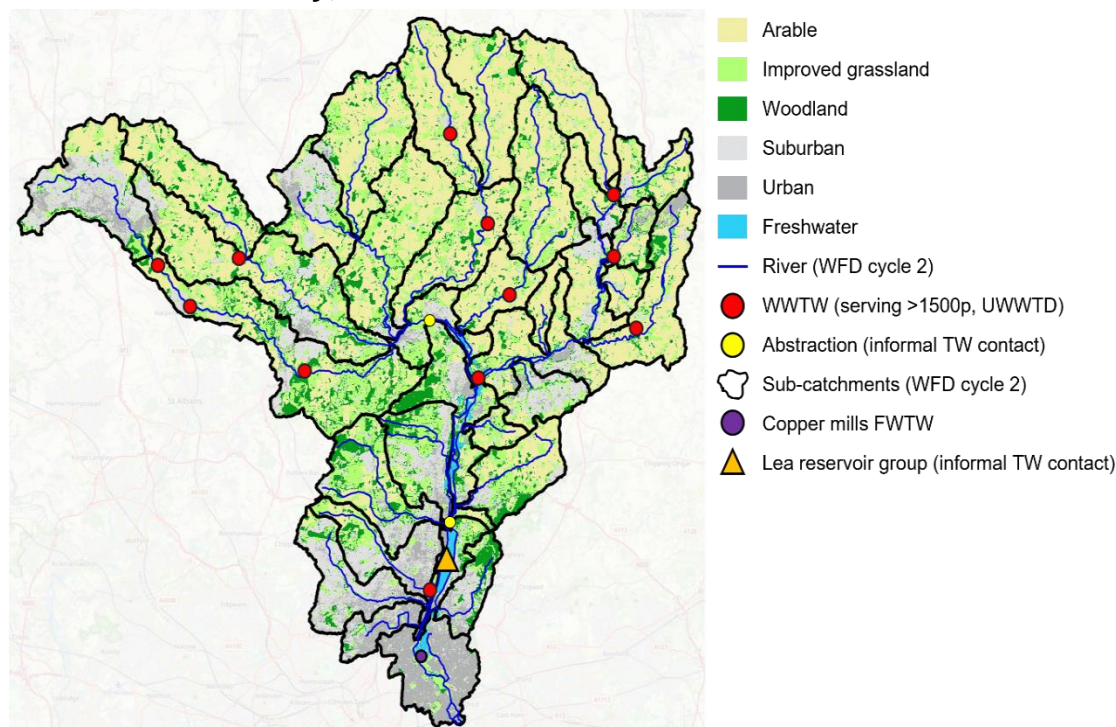 Arable
Improved grassland
Woodland
Suburban
Urban
Freshwater
River (WFD cycle 2)
WWTW (serving >1500p, UWWTD)
Abstraction (informal TW contact)
Sub-catchments (WFD cycle 2)
Copper mills FWTW
Lea reservoir group (informal TW contact)